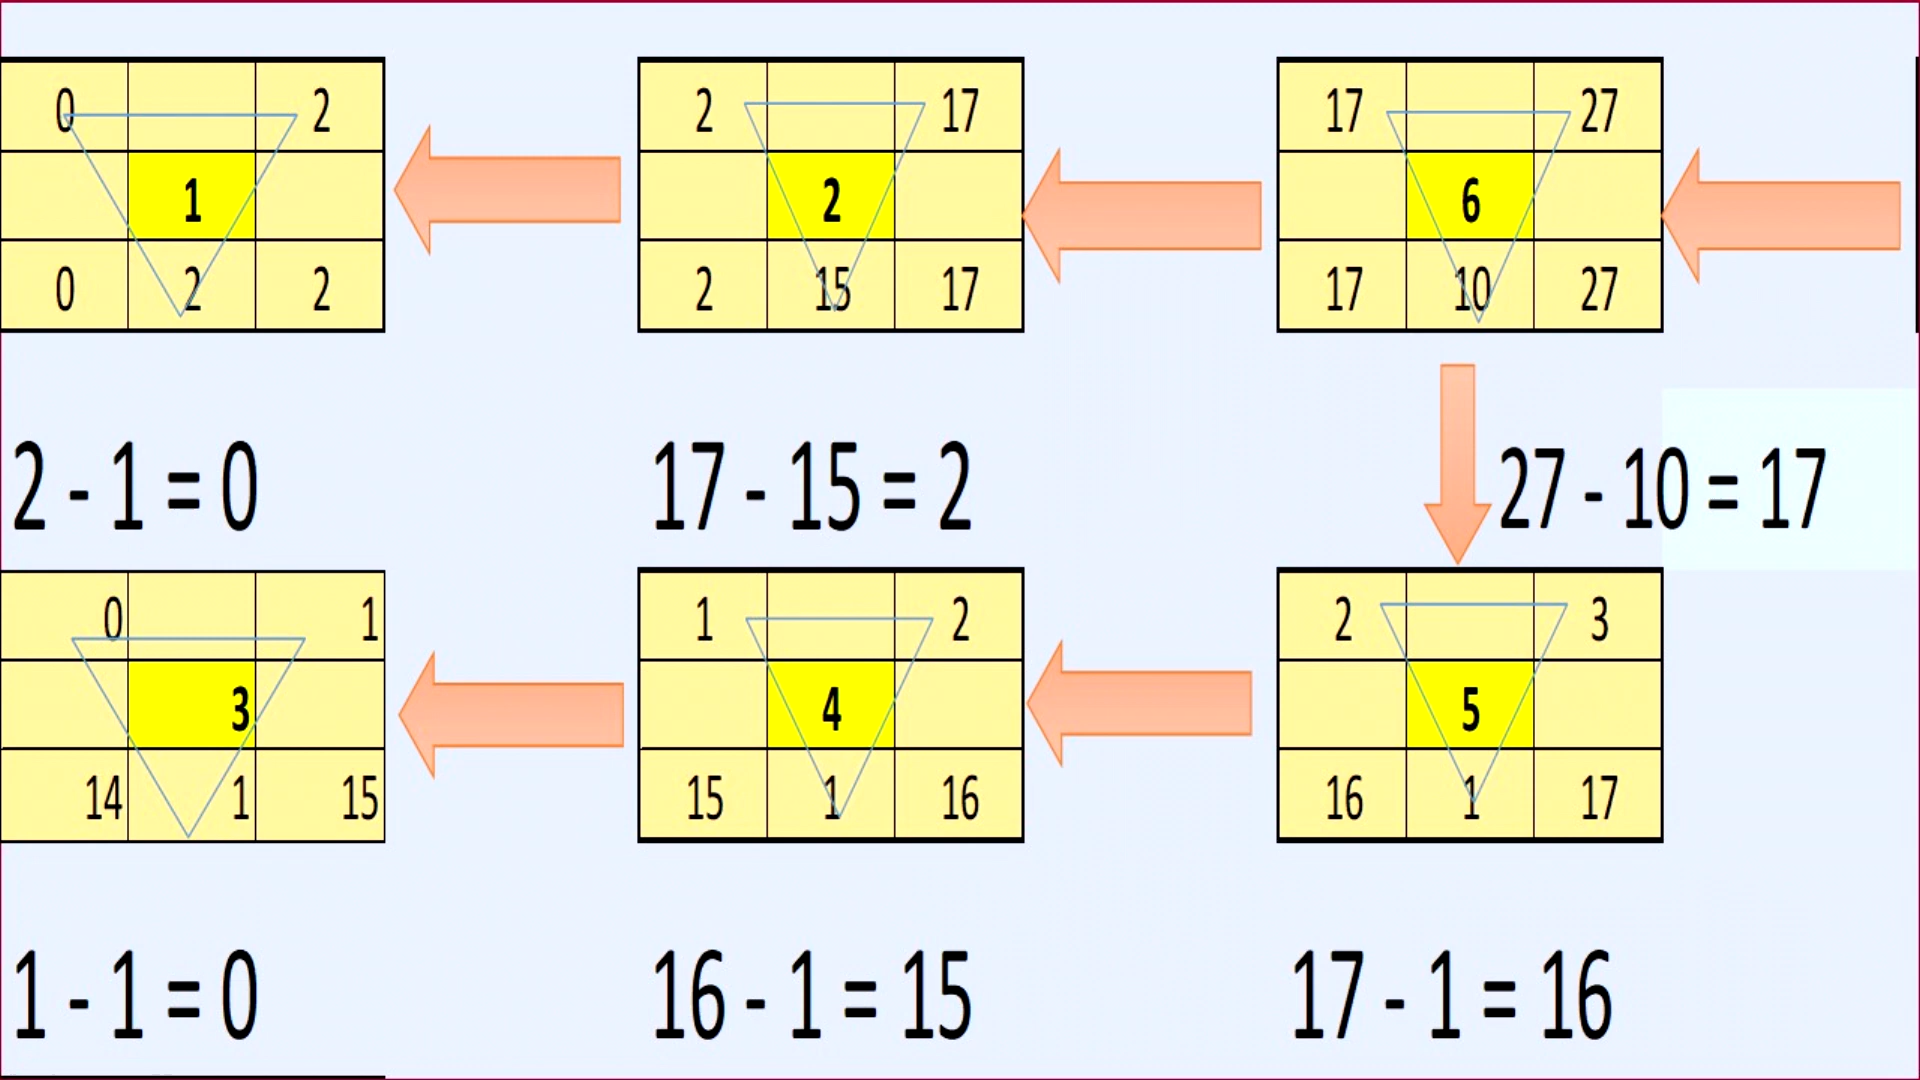 0 2 2 17 17 27
1 2 6
0 2 2 2 15 17 17 10 27
2 - 1 = 0 17 - 15 = 2 27 - 10 = 17
0 1 1 2 2 3
3 4 5
14 1 15 15 1 16 16 1 17
1 - 1 = 0 16 - 1 = 15 17 - 1 = 16